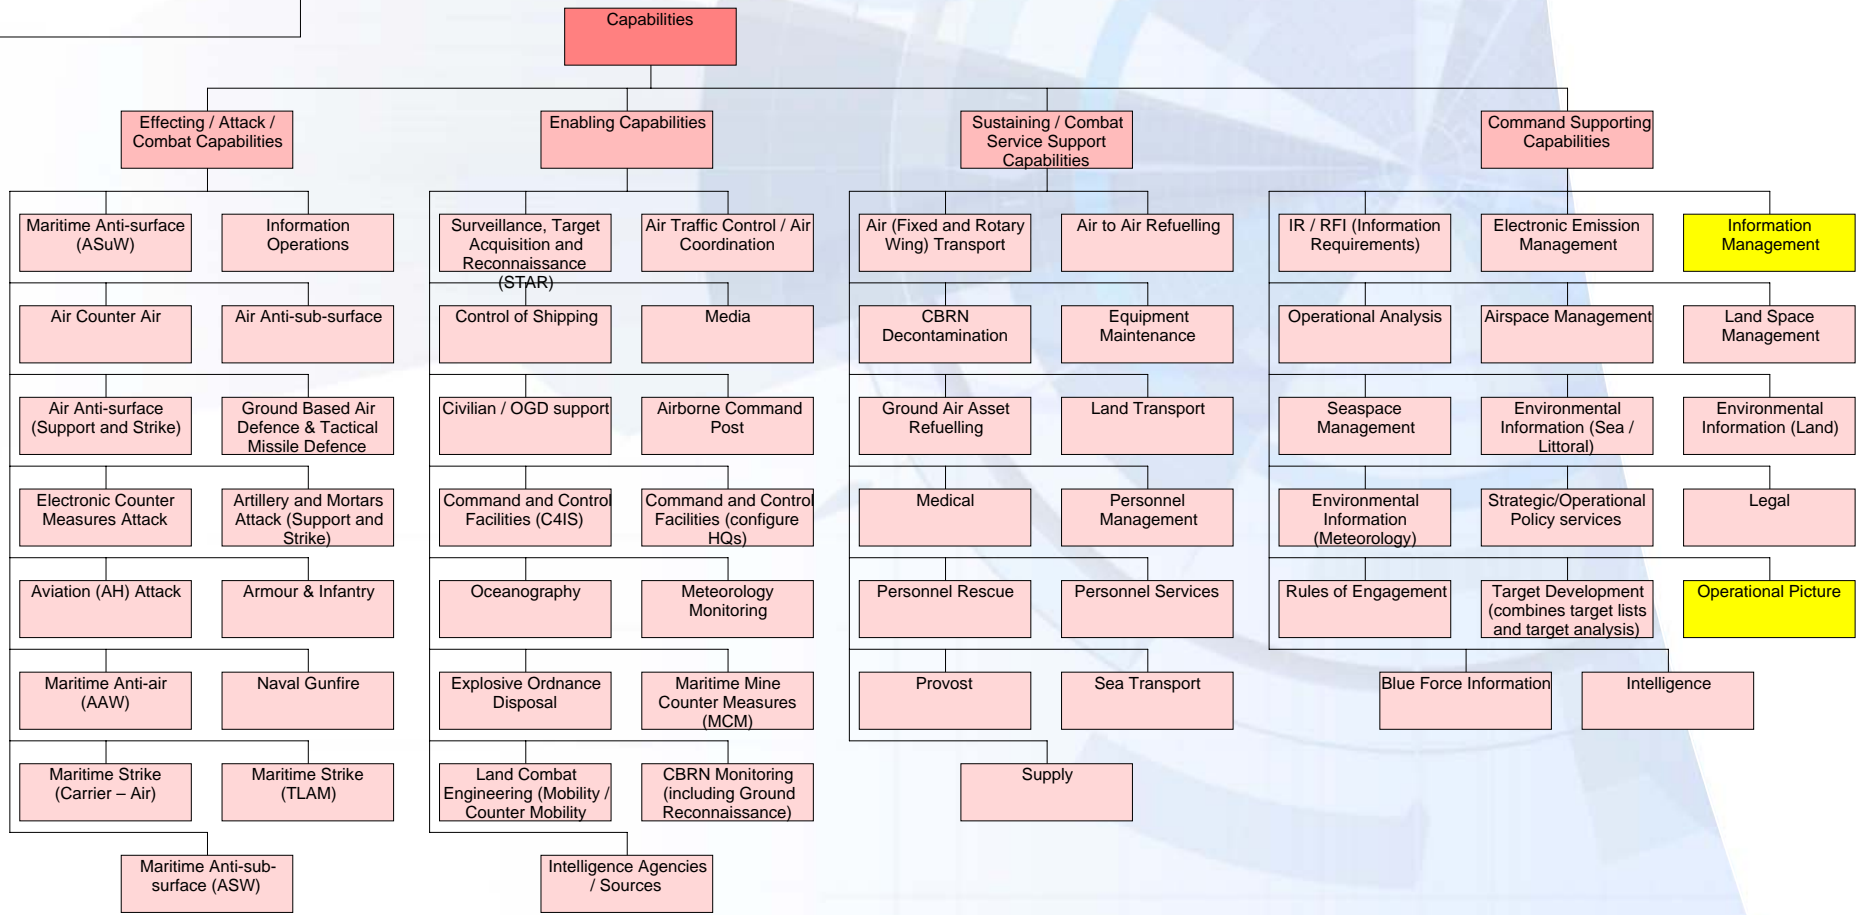 Capabilities
Effecting / Attack /
Combat Capabilities
Enabling Capabilities
Sustaining / Combat
Service Support
Capabilities
Command Supporting
Capabilities
Maritime Anti-surface
(ASuW)
Information
Operations
Surveillance, Target
Acquisition and
Reconnaissance
(STAR)
Air Traffic Control / Air
Coordination
Air (Fixed and Rotary
Wing) Transport
Air to Air Refuelling
IR / RFI (Information
Requirements)
Electronic Emission
Management
Information
Management
Air Counter Air
Air Anti-sub-surface
Control of Shipping
Media
CBRN
Decontamination
Equipment
Maintenance
Operational Analysis
Airspace Management
Land Space
Management
Air Anti-surface
(Support and Strike)
Ground Based Air
Defence & Tactical
Missile Defence
Civilian / OGD support
Airborne Command
Post
Ground Air Asset
Refuelling
Land Transport
Seaspace
Management
Environmental
Information (Sea /
Littoral)
Environmental
Information (Land)
Electronic Counter
Measures Attack
Artillery and Mortars
Attack (Support and
Strike)
Command and Control
Facilities (C4IS)
Command and Control
Facilities (configure
HQs)
Medical
Personnel
Management
Environmental
Information
(Meteorology)
Strategic/Operational
Policy services
Legal
Aviation (AH) Attack
Armour & Infantry
Oceanography
Meteorology
Monitoring
Personnel Rescue
Personnel Services
Rules of Engagement
Target Development
(combines target lists
and target analysis)
Operational Picture
Maritime Anti-air
(AAW)
Naval Gunfire
Explosive Ordnance
Disposal
Maritime Mine
Counter Measures
(MCM)
Provost
Sea Transport
Blue Force Information
Intelligence
Maritime Strike
(Carrier – Air)
Maritime Strike
(TLAM)
Land Combat
Engineering (Mobility /
Counter Mobility
CBRN Monitoring
(including Ground
Reconnaissance)
Supply
Maritime Anti-sub-
surface (ASW)
Intelligence Agencies
/ Sources